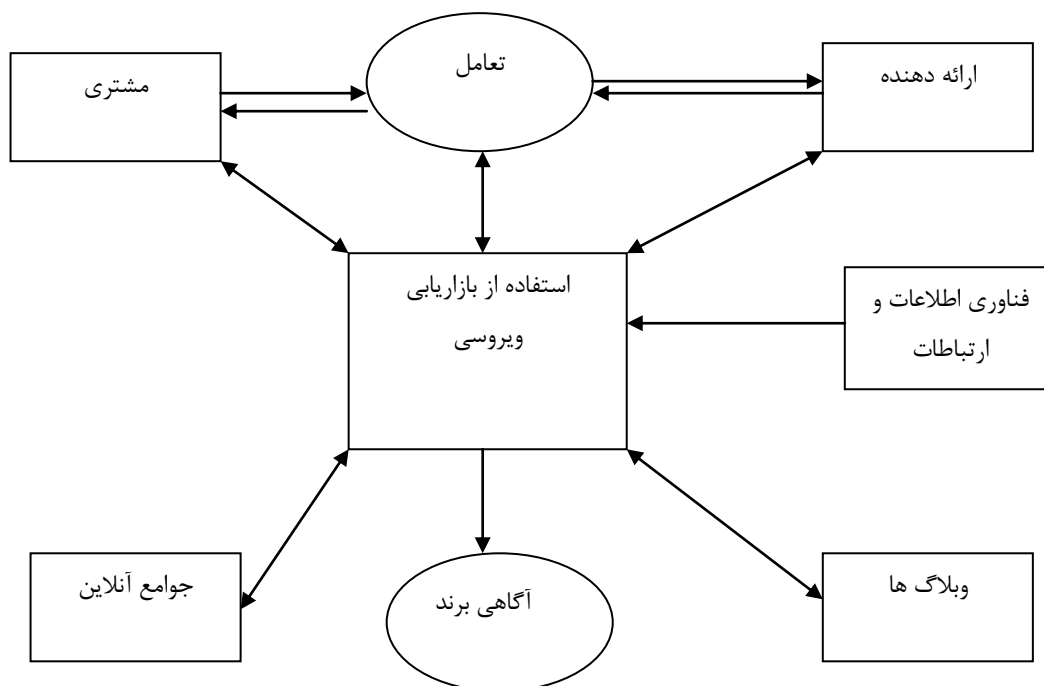 ارائه دهنده
تعامل
مشتری
استفاده از بازاریابی
ویروسی
فناوری اطلاعات و
ارتباطات
وبلاگ ها
آگاهی برند
جوامع آنلاین